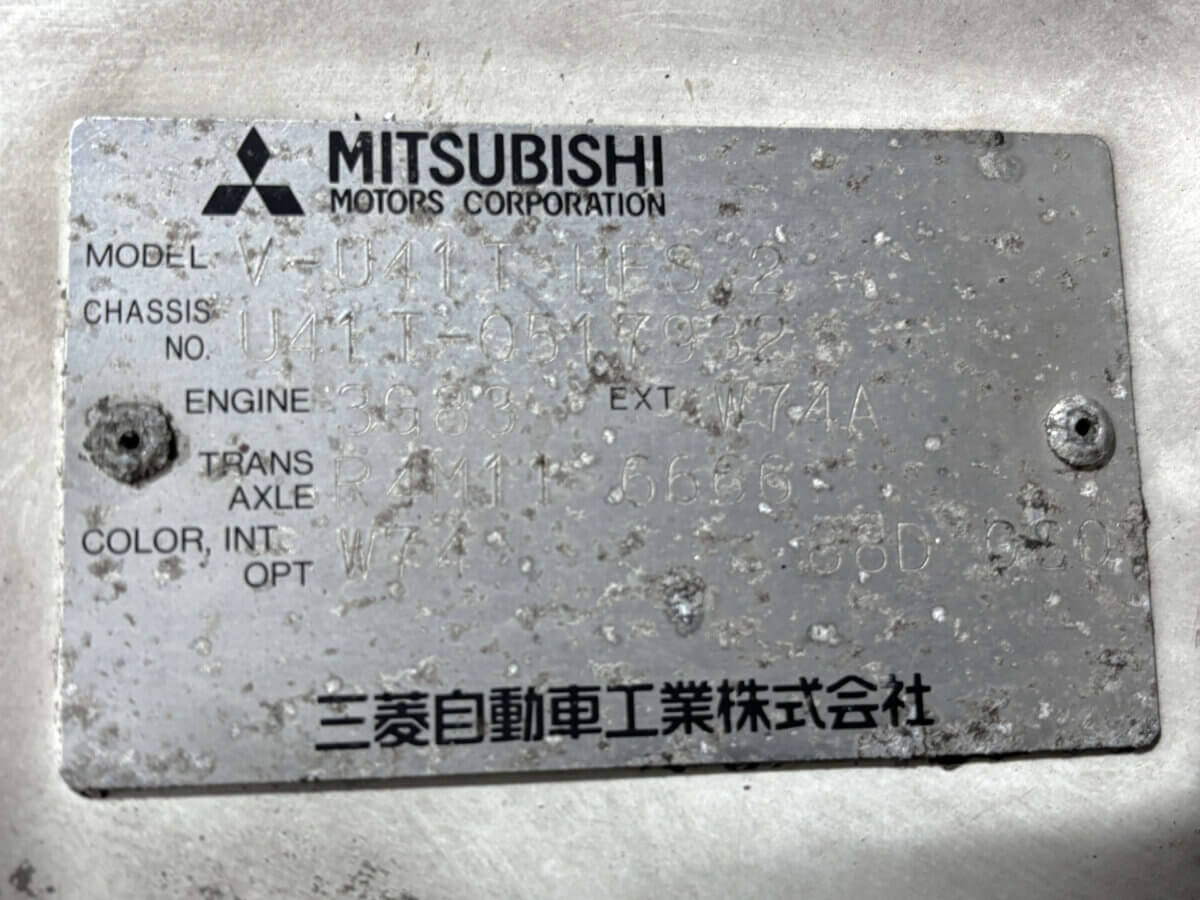 MITSUBISHI
MOTORS CORPORATION
MODEL V-U41T HFS 2
CHASSIS
NO. U41T-0517932
ENGINE 3G83 EXT W74A
TRANS
AXLE R4M11 6666
COLOR, INT
OPT W74
三菱自動車工業株式会社